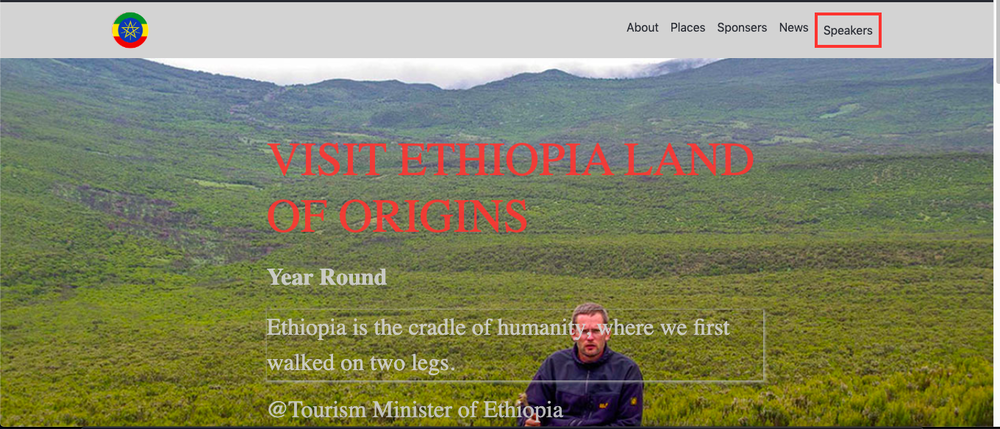 About Places Sponsers News Speakers
VISIT ETHIOPIA LAND
OF ORIGINS
Year Round
Ethiopia is the cradle of humanity, where we first
walked on two legs.
@Tourism Minister of Ethiopia